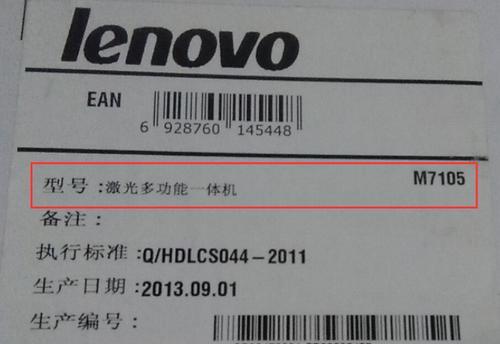 lenovo
EAN
6 928760 145448
型号:激光多功能一体机 M7105
备注:
执行标准:Q/HDLCS044-2011
生产日期:2013.09.01
生产编号: